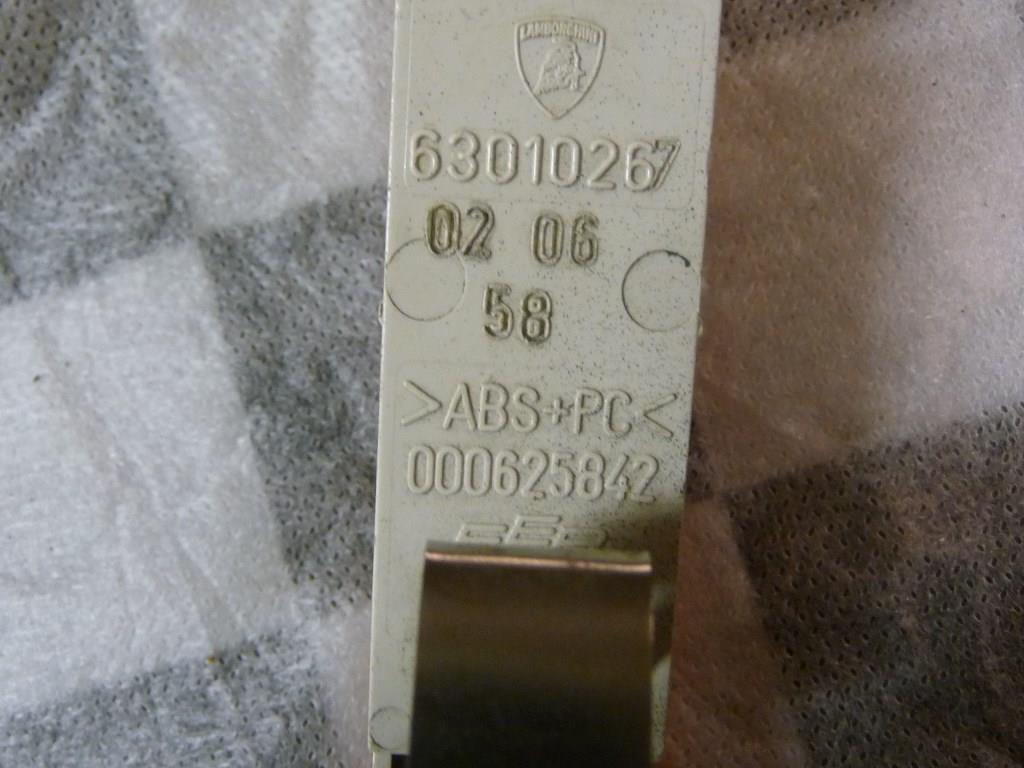 LAMBORGHINI
63010267
02 06
58
>ABS+PC<
000625842